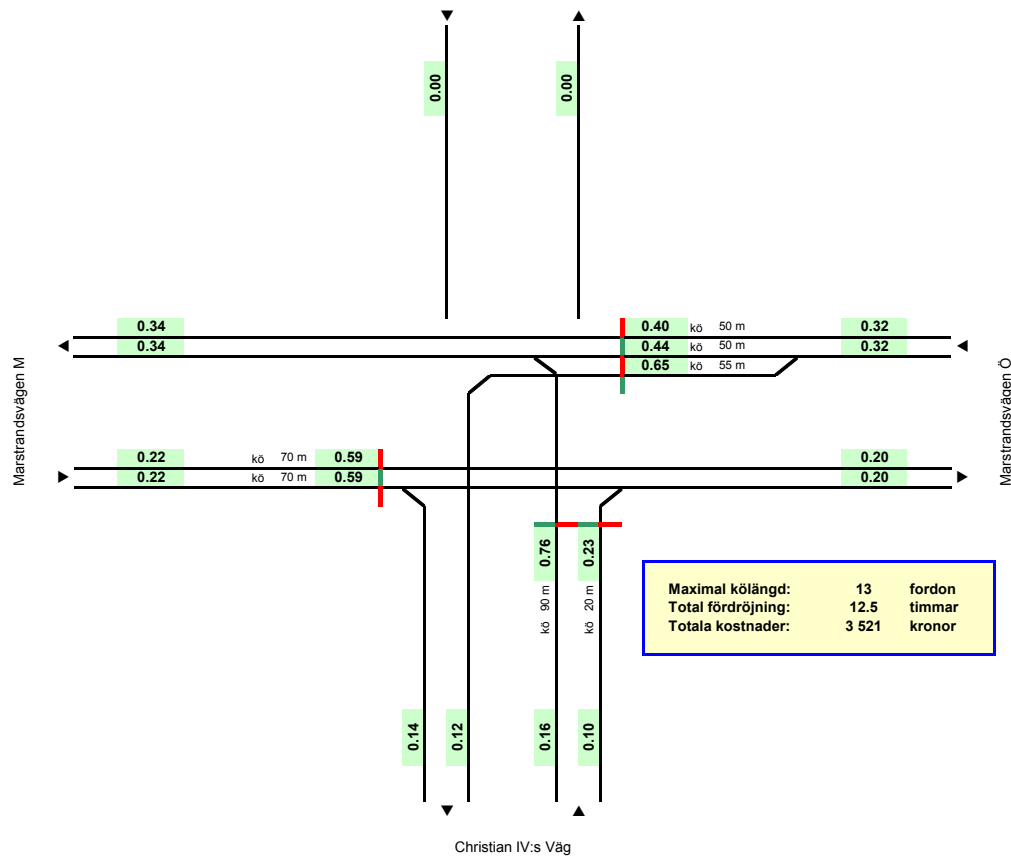 0.00
0.00
0.34
0.40 kö 50 m
0.32
0.34
0.44 kö 50 m
0.32
0.65 kö 55 m
Marstrandsvägen M
Marstrandsvägen Ö
0.22
kö 70 m 0.59
0.20
0.22
kö 70 m 0.59
0.20
kö 90 m 0.76
kö 20 m 0.23
Maximal kölängd: 13 fordon
Total fördröjning: 12.5 timmar
Totala kostnader: 3 521 kronor
0.14
0.12
0.16
0.10
Christian IV:s Väg